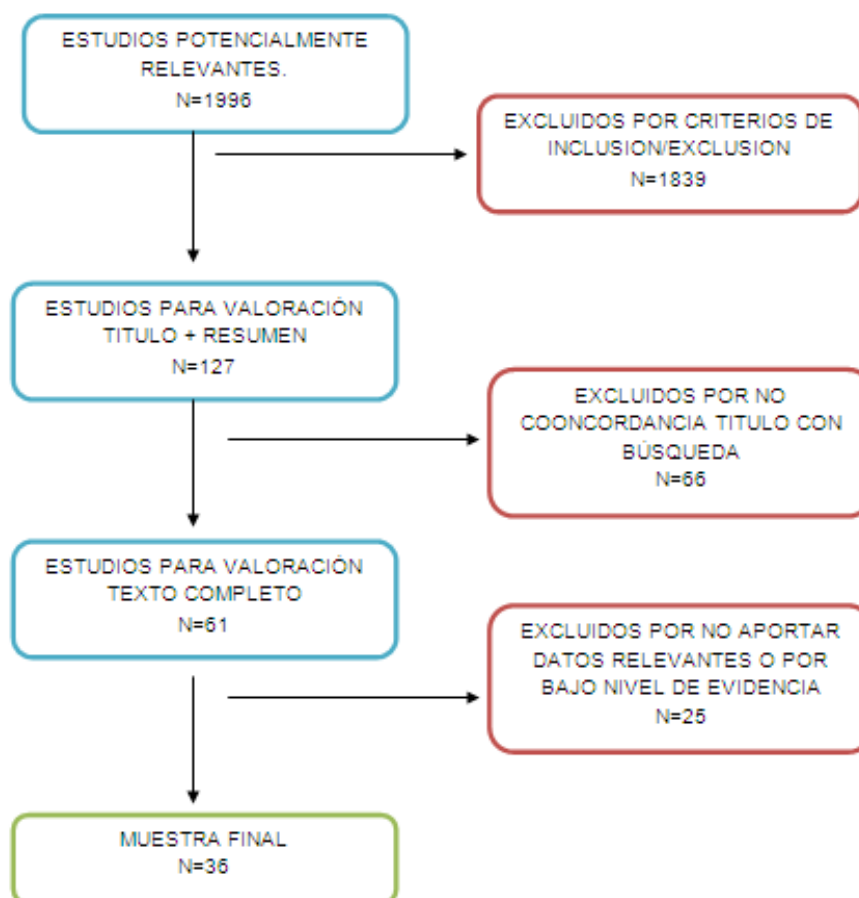 ESTUDIOS POTENCIALMENTE
RELEVANTES.
N=1996
EXCLUIDOS POR CRITERIOS DE
INCLUSION/EXCLUSION
N=1839
ESTUDIOS PARA VALORACIÓN
TITULO + RESUMEN
N=127
EXCLUIDOS POR NO
COONCORDANCIA TITULO CON
BÚSQUEDA
N=66
ESTUDIOS PARA VALORACIÓN
TEXTO COMPLETO
N=61
EXCLUIDOS POR NO APORTAR
DATOS RELEVANTES O POR
BAJO NIVEL DE EVIDENCIA
N=25
MUESTRA FINAL
N=36